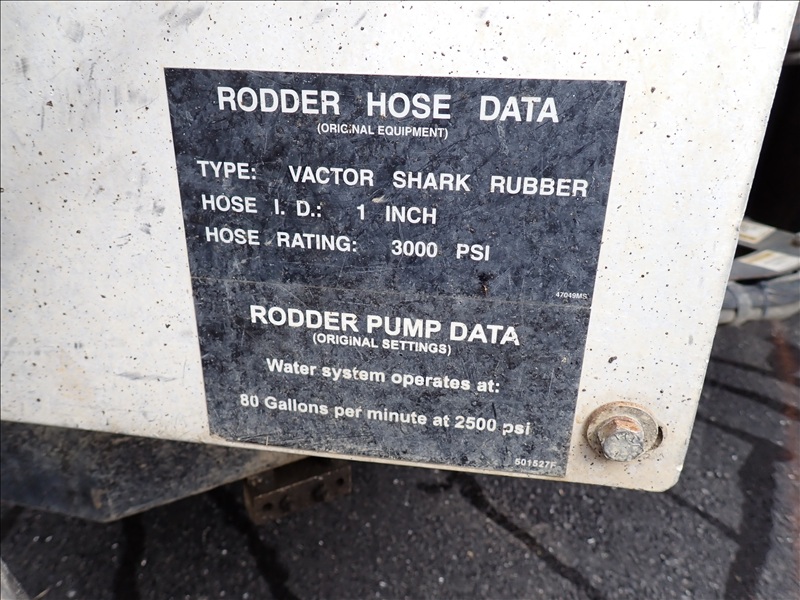 RODDER HOSE DATA
(ORIGINAL EQUIPMENT)
TYPE: VACTOR SHARK RUBBER
HOSE I. D.: 1 INCH
HOSE RATING: 3000 PSI
47049MS
RODDER PUMP DATA
(ORIGINAL SETTINGS)
Water system operates at:
80 Gallons per minute at 2500 psi
501527F